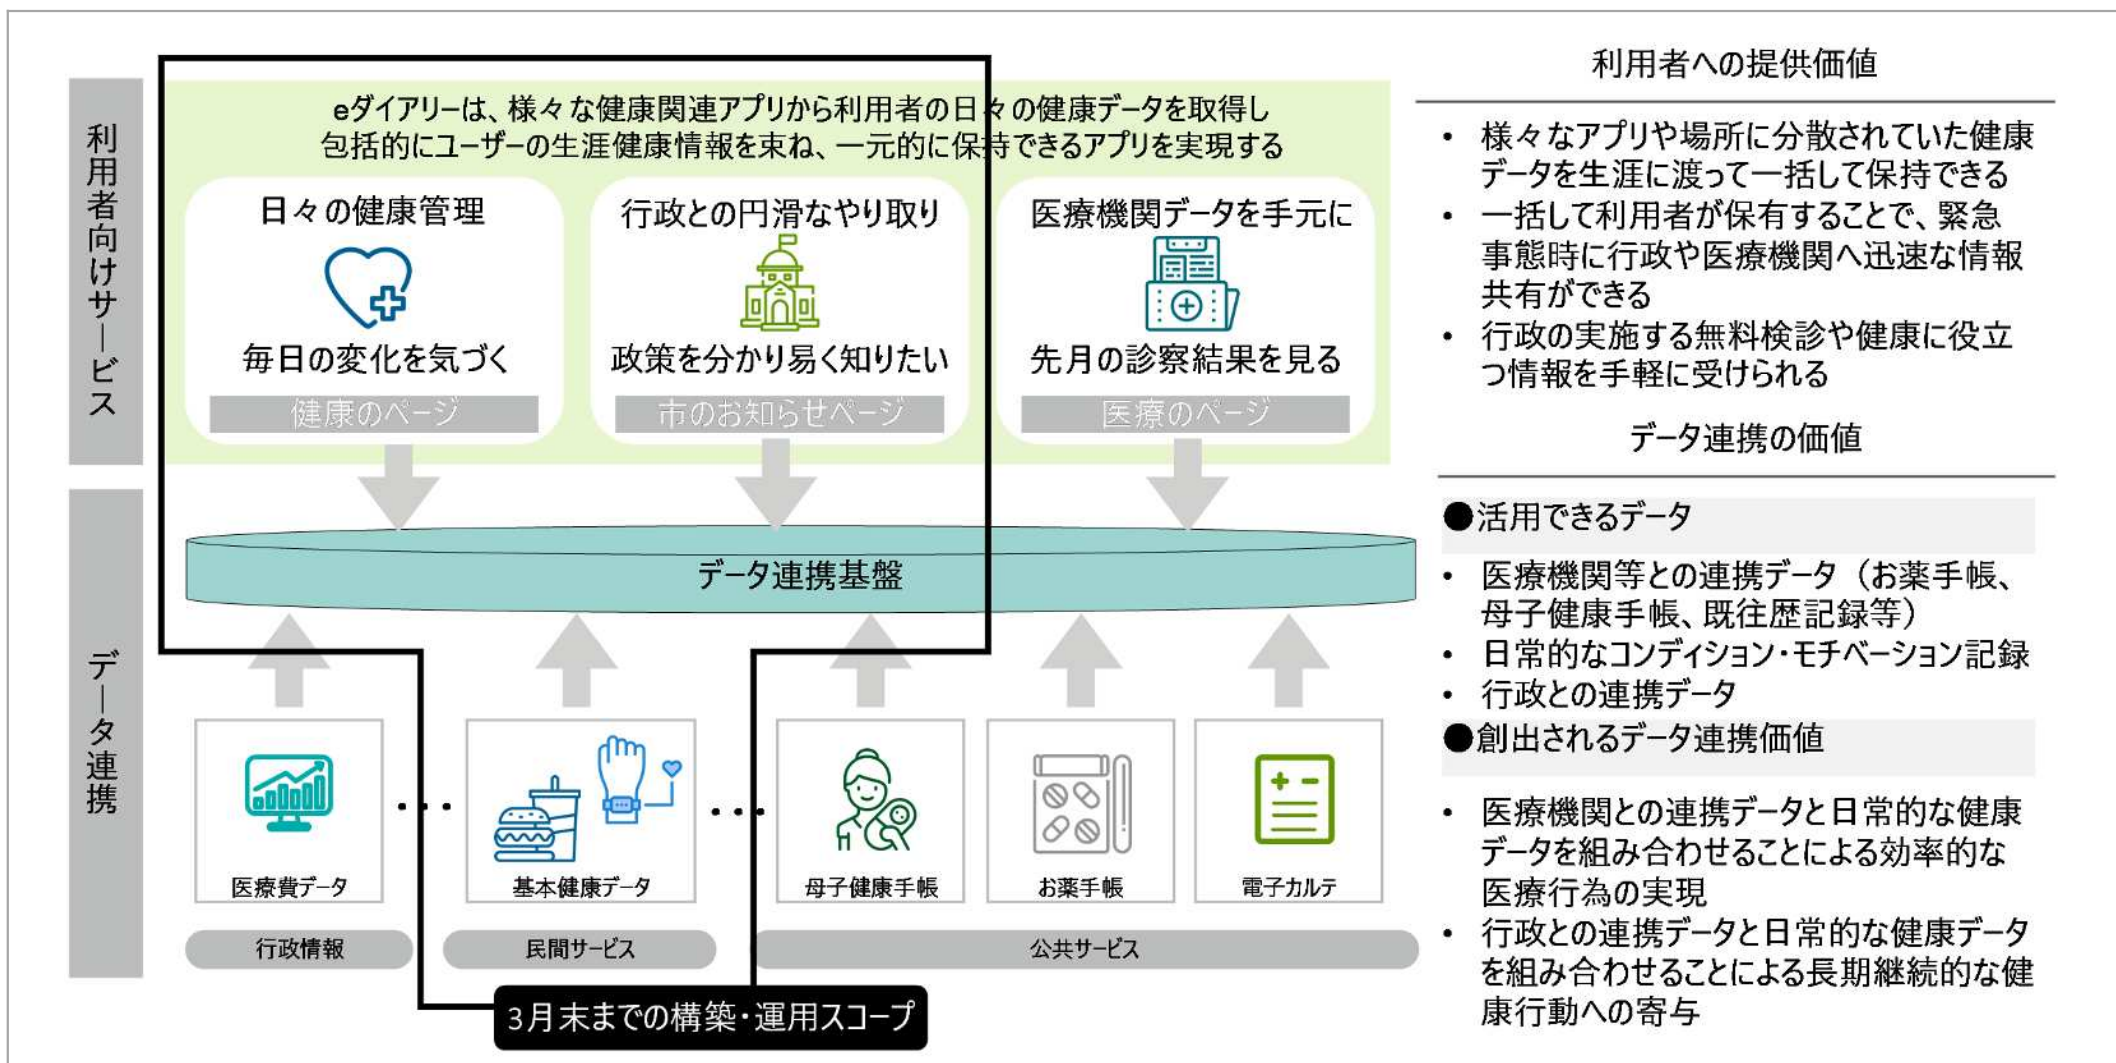 利用者向けサービス
eダイアリーは、様々な健康関連アプリから利用者の日々の健康データを取得し
包括的にユーザーの生涯健康情報を束ね、一元的に保持できるアプリを実現する
日々の健康管理
毎日の変化を気づく
健康のページ
行政との円滑なやり取り
政策を分かり易く知りたい
市のお知らせページ
医療機関データを手元に
先月の診察結果を見る
医療のページ
データ連携
データ連携基盤
医療費データ
・・・
基本健康データ
・・・
母子健康手帳
お薬手帳
電子カルテ
行政情報
民間サービス
公共サービス
3月末までの構築・運用スコープ
利用者への提供価値
• 様々なアプリや場所に分散されていた健康
データを生涯に渡って一括して保持できる
• 一括して利用者が保有することで、緊急
事態時に行政や医療機関へ迅速な情報
共有ができる
• 行政の実施する無料検診や健康に役立
つ情報を手軽に受けられる
データ連携の価値
●活用できるデータ
• 医療機関等との連携データ（お薬手帳、
母子健康手帳、既往歴記録等）
• 日常的なコンディション・モチベーション記録
• 行政との連携データ
●創出されるデータ連携価値
• 医療機関との連携データと日常的な健康
データを組み合わせることによる効率的な
医療行為の実現
• 行政との連携データと日常的な健康データ
を組み合わせることによる長期継続的な健
康行動への寄与